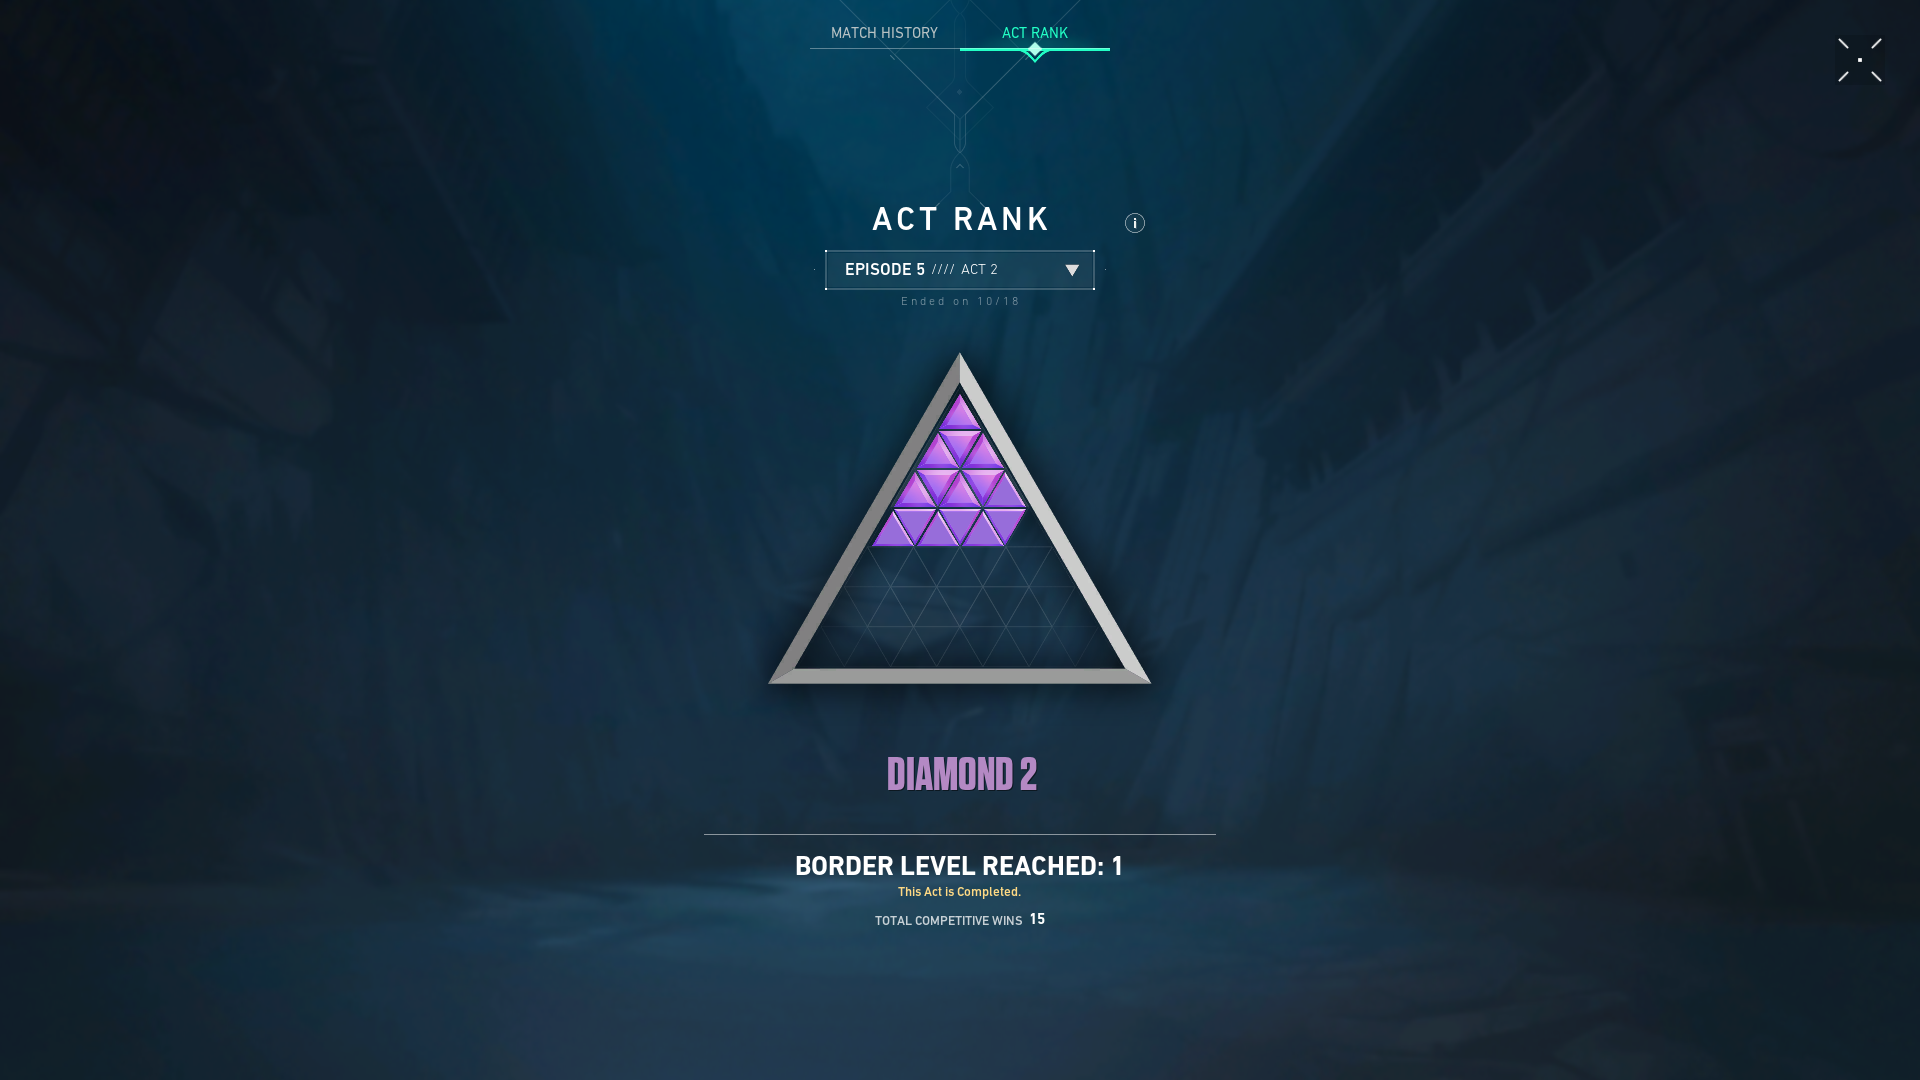 MATCH HISTORY
ACT RANK
ACT RANK
EPISODE 5 //// ACT 2
Ended on 10/18
DIAMOND 2
BORDER LEVEL REACHED: 1
This Act is Completed.
TOTAL COMPETITIVE WINS 15